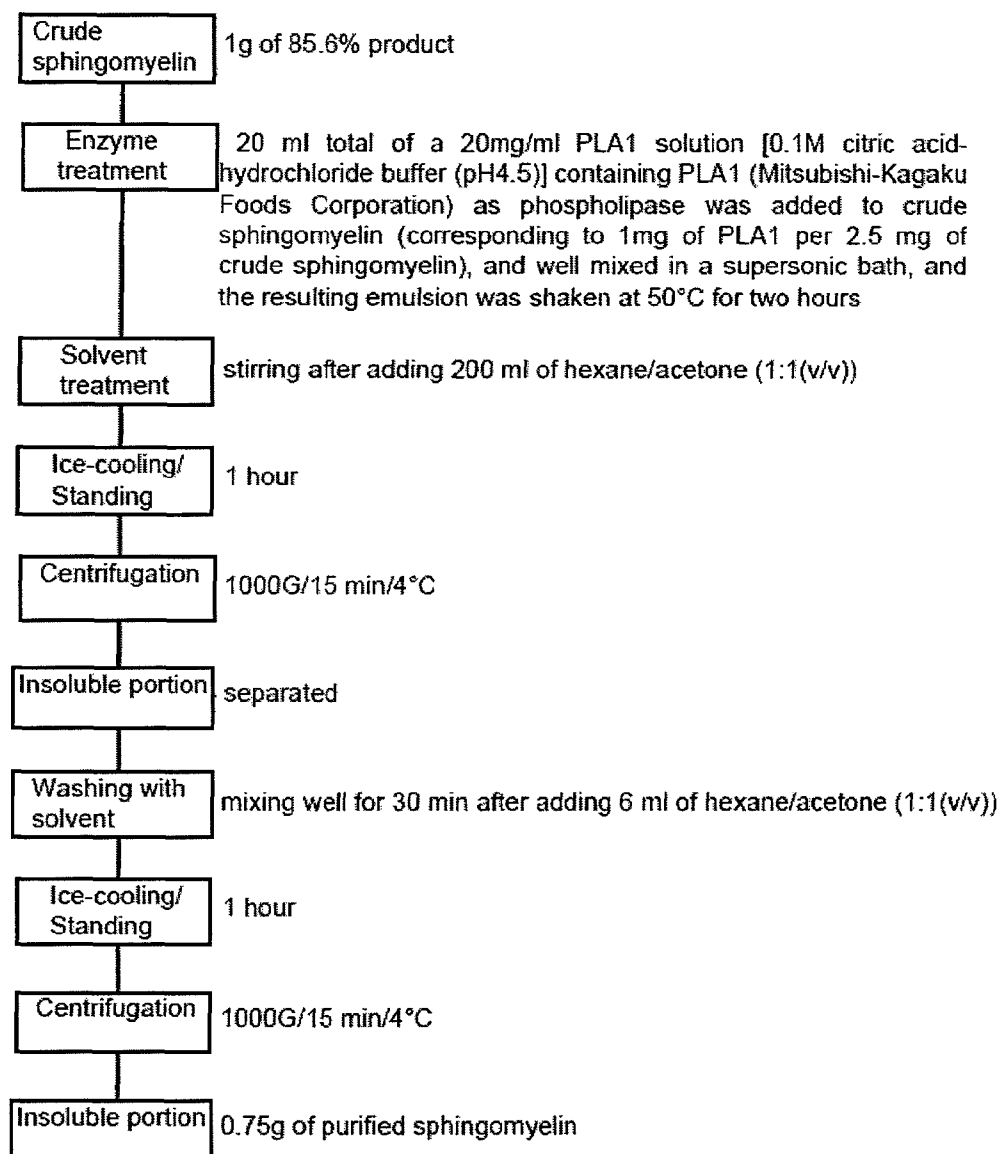 Crude
sphingomyelin
1g of 85.6% product
Enzyme
treatment
20 ml total of a 20mg/ml PLA1 solution [0.1M citric acid-
hydrochloride buffer (pH4.5)] containing PLA1 (Mitsubishi-Kagaku
Foods Corporation) as phospholipase was added to crude
sphingomyelin (corresponding to 1mg of PLA1 per 2.5 mg of
crude sphingomyelin), and well mixed in a supersonic bath, and
the resulting emulsion was shaken at 50°C for two hours
Solvent
treatment
stirring after adding 200 ml of hexane/acetone (1:1(v/v))
Ice-cooling/
Standing
1 hour
Centrifugation
1000G/15 min/4°C
Insoluble portion
separated
Washing with
solvent
mixing well for 30 min after adding 6 ml of hexane/acetone (1:1(v/v))
Ice-cooling/
Standing
1 hour
Centrifugation
1000G/15 min/4°C
Insoluble portion
0.75g of purified sphingomyelin